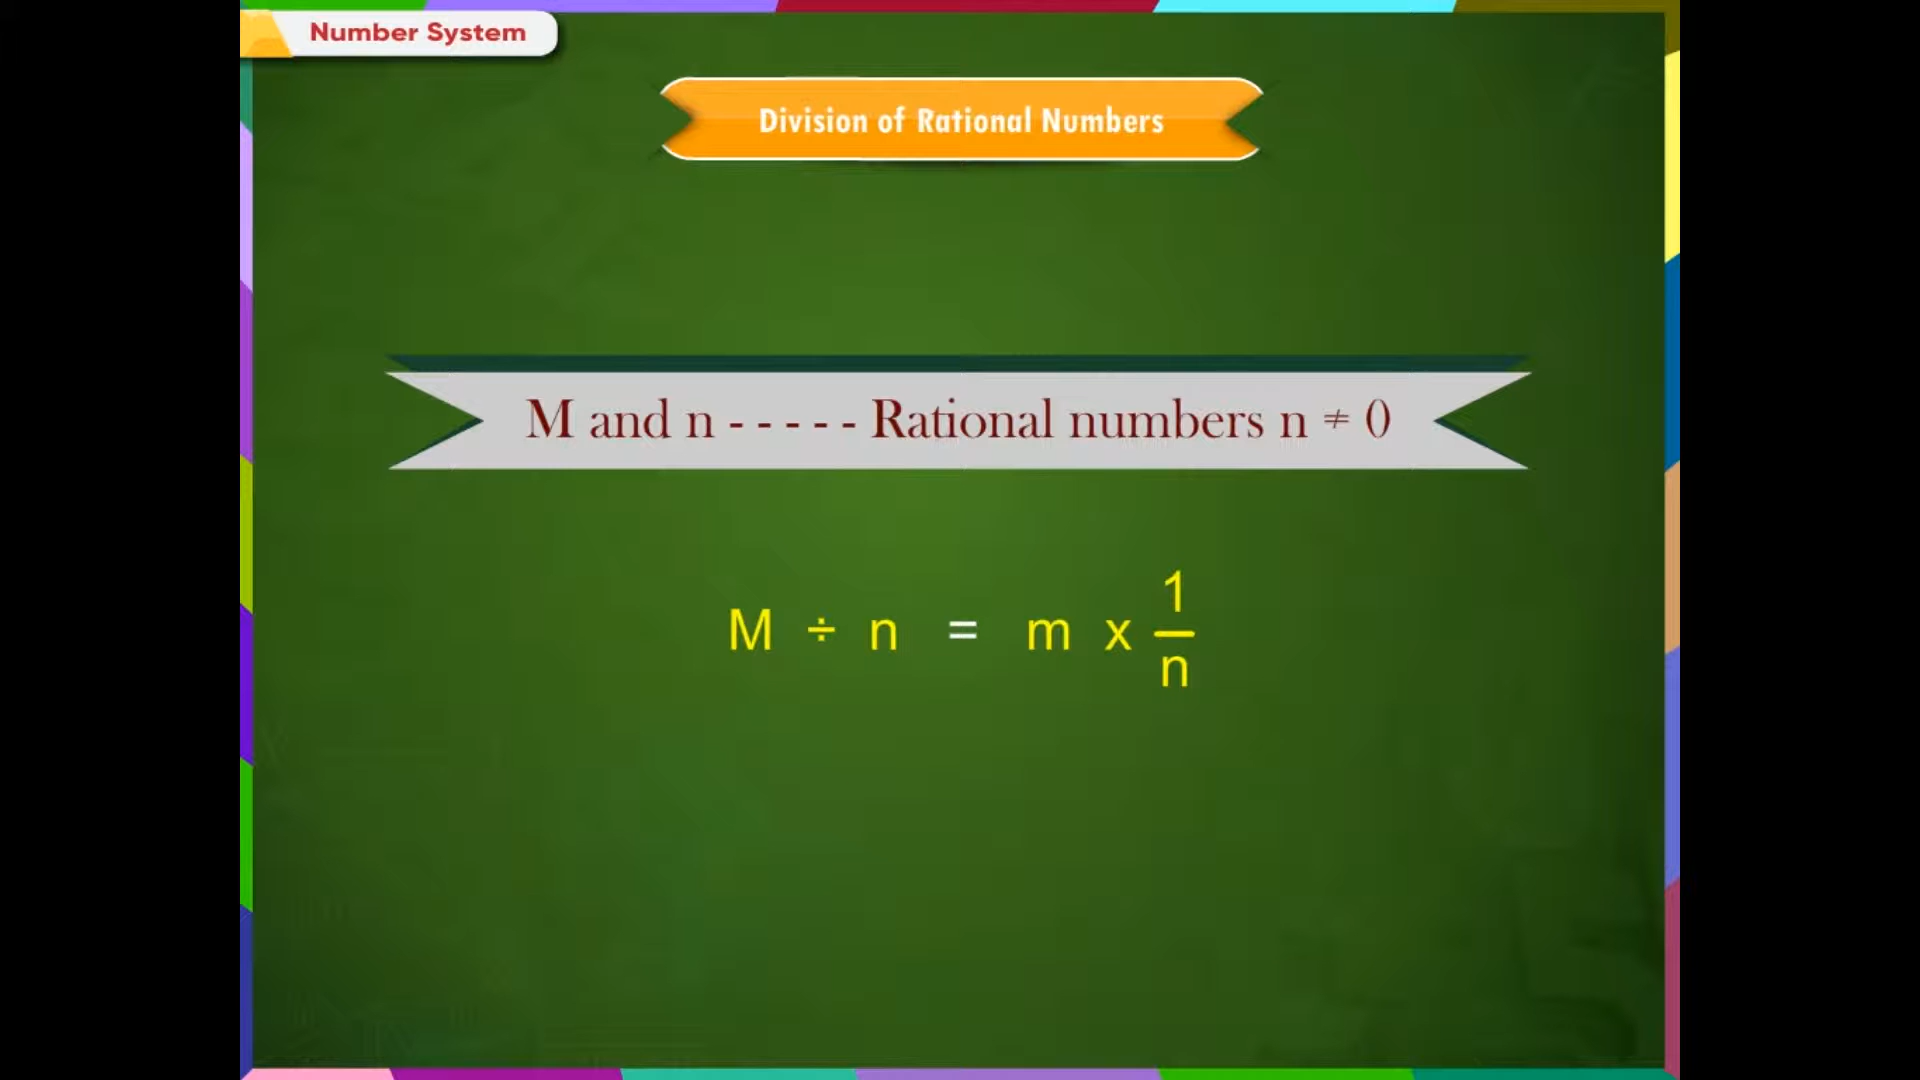 Number System
Division of Rational Numbers
M and n - - - - - Rational numbers n ≠ 0
M ÷ n = m x 1/n